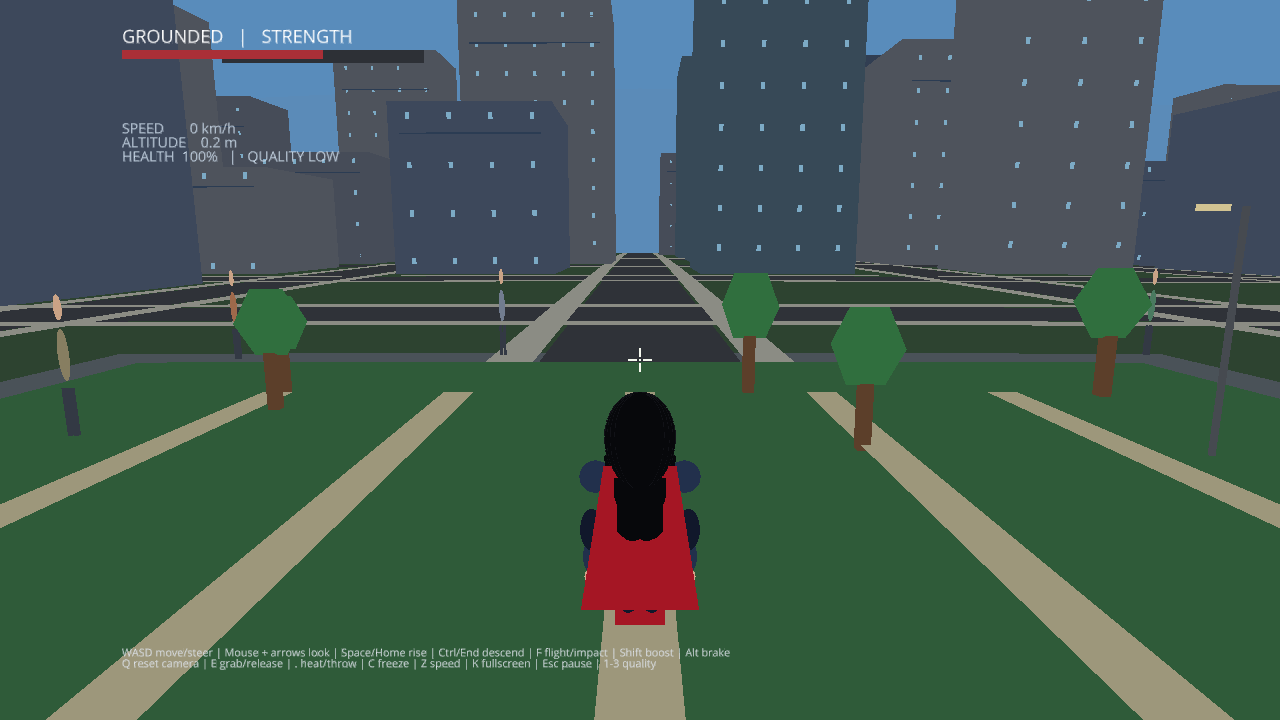 GROUNDED | STRENGTH
SPEED 0 km/h
ALTITUDE 0.2 m
HEALTH 100% | QUALITY LOW
WASD move/steer | Mouse + arrows look | Space/Home rise | Ctrl/End descend | F flight/impact | Shift boost | Alt brake
Q reset camera | E grab/release | . heat/throw | C freeze | Z speed | K fullscreen | Esc pause | 1-3 quality